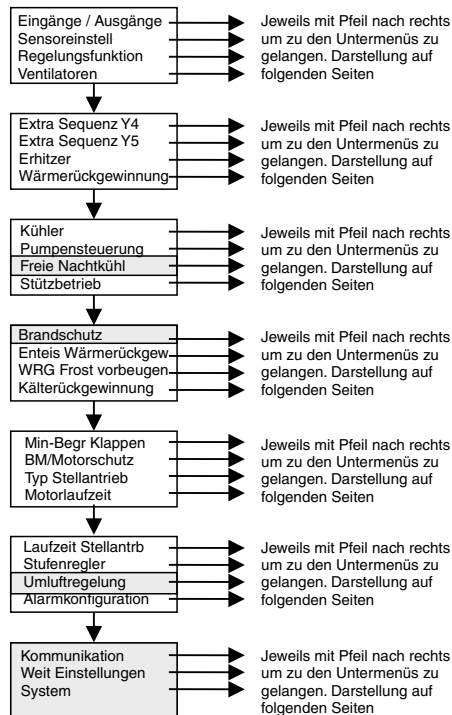 Eingänge / Ausgänge
Sensoreinstell
Regelungsfunktion
Ventilatoren
Jeweils mit Pfeil nach rechts
um zu den Untermenüs zu
gelangen. Darstellung auf
folgenden Seiten
Extra Sequenz Y4
Extra Sequenz Y5
Erhitzer
Wärmerückgewinnung
Jeweils mit Pfeil nach rechts
um zu den Untermenüs zu
gelangen. Darstellung auf
folgenden Seiten
Kühler
Pumpensteuerung
Freie Nachtkühl
Stützbetrieb
Jeweils mit Pfeil nach rechts
um zu den Untermenüs zu
gelangen. Darstellung auf
folgenden Seiten
Brandschutz
Enteis Wärmerückgew
WRG Frost vorbeugen
Kälterückgewinnung
Jeweils mit Pfeil nach rechts
um zu den Untermenüs zu
gelangen. Darstellung auf
folgenden Seiten
Min-Begr Klappen
BM/Motorschutz
Typ Stellantrieb
Motorlaufzeit
Jeweils mit Pfeil nach rechts
um zu den Untermenüs zu
gelangen. Darstellung auf
folgenden Seiten
Laufzeit Stellantrb
Stufenregler
Umluftregelung
Alarmkonfiguration
Jeweils mit Pfeil nach rechts
um zu den Untermenüs zu
gelangen. Darstellung auf
folgenden Seiten
Kommunikation
Weit Einstellungen
System
Jeweils mit Pfeil nach rechts
um zu den Untermenüs zu
gelangen. Darstellung auf
folgenden Seiten